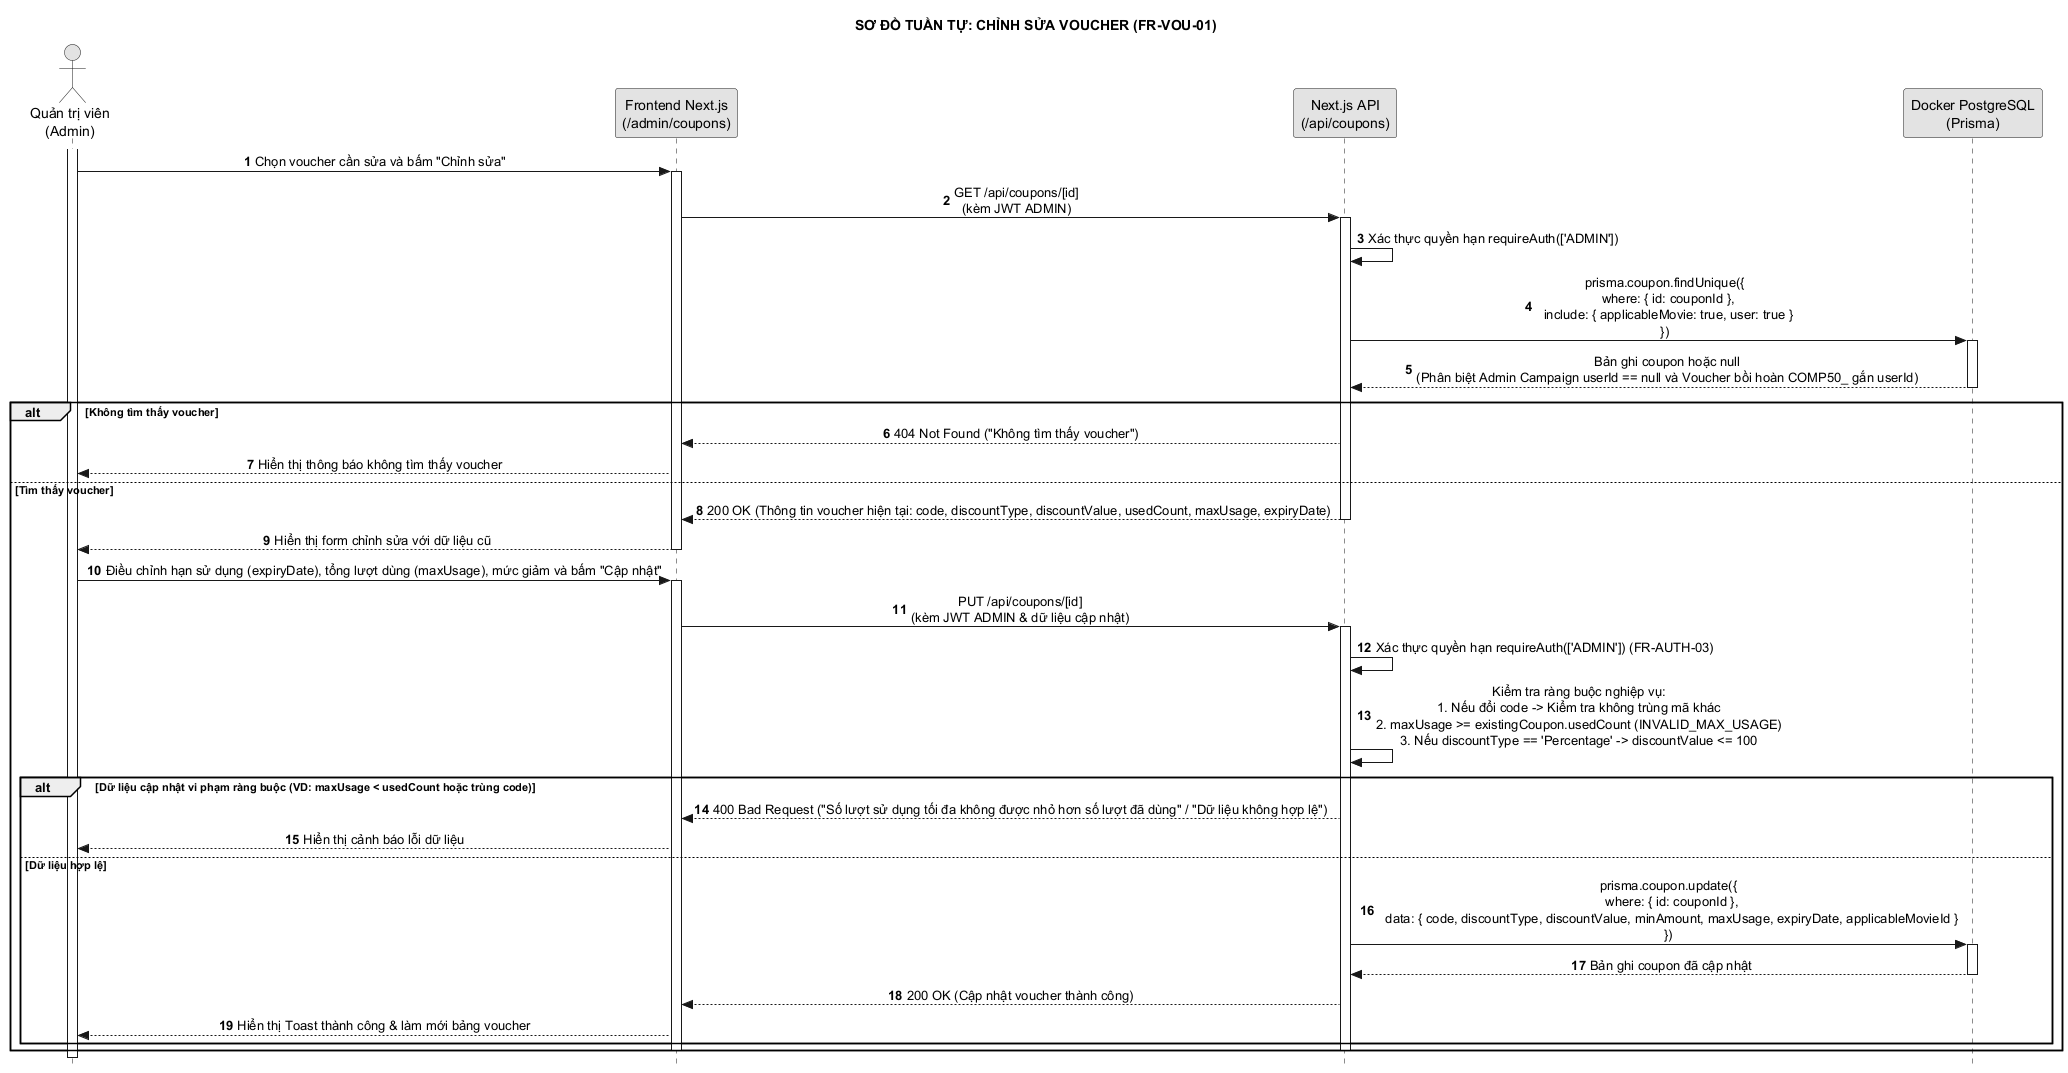 SƠ ĐỒ TUẦN TỰ: CHỈNH SỬA VOUCHER (FR-VOU-01)
Quản trị viên
(Admin)
Frontend Next.js
(/admin/coupons)
Next.js API
(/api/coupons)
Docker PostgreSQL
(Prisma)
1 Chọn voucher cần sửa và bấm "Chỉnh sửa"
2 GET /api/coupons/[id]
(kèm JWT ADMIN)
3 Xác thực quyền hạn requireAuth(['ADMIN'])
4 prisma.coupon.findUnique({
where: { id: couponId },
include: { applicableMovie: true, user: true }
})
5 Bản ghi coupon hoặc null
(Phân biệt Admin Campaign userId == null và Voucher bồi hoàn COMP50_ gắn userId)
alt [Không tìm thấy voucher]
6 404 Not Found ("Không tìm thấy voucher")
7 Hiển thị thông báo không tìm thấy voucher
[Tìm thấy voucher]
8 200 OK (Thông tin voucher hiện tại: code, discountType, discountValue, usedCount, maxUsage, expiryDate)
9 Hiển thị form chỉnh sửa với dữ liệu cũ
10 Điều chỉnh hạn sử dụng (expiryDate), tổng lượt dùng (maxUsage), mức giảm và bấm "Cập nhật"
11 PUT /api/coupons/[id]
(kèm JWT ADMIN & dữ liệu cập nhật)
12 Xác thực quyền hạn requireAuth(['ADMIN']) (FR-AUTH-03)
13 Kiểm tra ràng buộc nghiệp vụ:
1. Nếu đổi code -> Kiểm tra không trùng mã khác
2. maxUsage >= existingCoupon.usedCount (INVALID_MAX_USAGE)
3. Nếu discountType == 'Percentage' -> discountValue <= 100
alt [Dữ liệu cập nhật vi phạm ràng buộc (VD: maxUsage < usedCount hoặc trùng code)]
14 400 Bad Request ("Số lượt sử dụng tối đa không được nhỏ hơn số lượt đã dùng" / "Dữ liệu không hợp lệ")
15 Hiển thị cảnh báo lỗi dữ liệu
[Dữ liệu hợp lệ]
16 prisma.coupon.update({
where: { id: couponId },
data: { code, discountType, discountValue, minAmount, maxUsage, expiryDate, applicableMovieId }
})
17 Bản ghi coupon đã cập nhật
18 200 OK (Cập nhật voucher thành công)
19 Hiển thị Toast thành công & làm mới bảng voucher